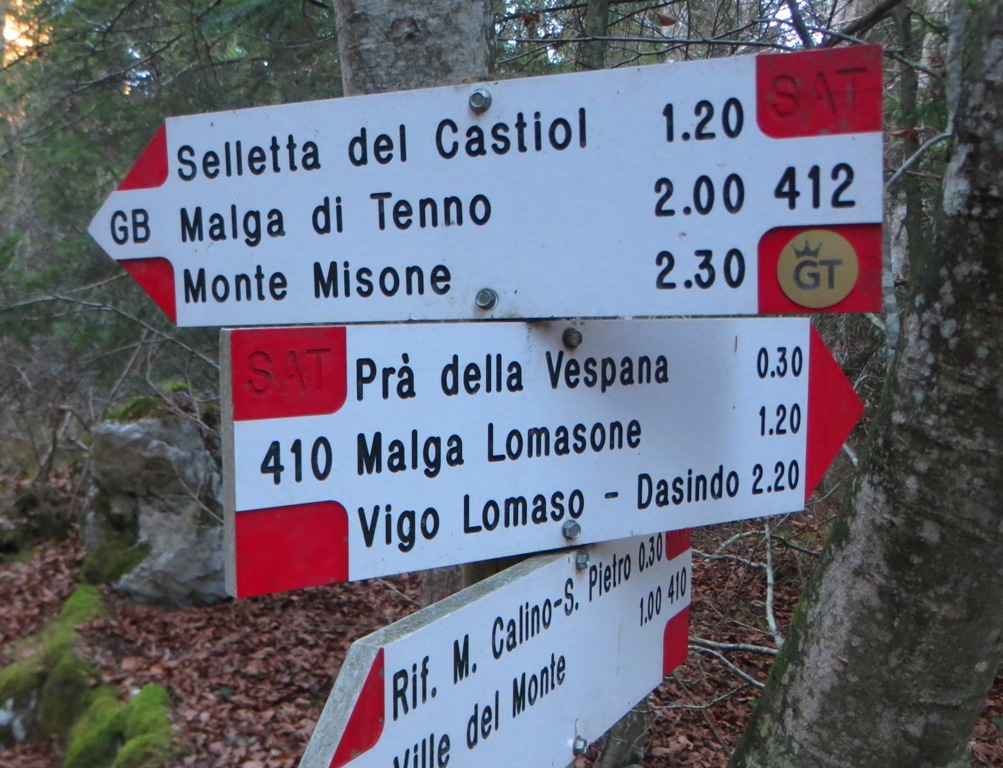 SAT
Selletta del Castiol 1.20
GB Malga di Tenno 2.00 412
Monte Misone 2.30 GT
SAT Prà della Vespana 0.30
410 Malga Lomasone 1.20
Vigo Lomaso - Dasindo 2.20
Rif. M. Calino-S. Pietro 0.30
Ville del Monte 1.00 410